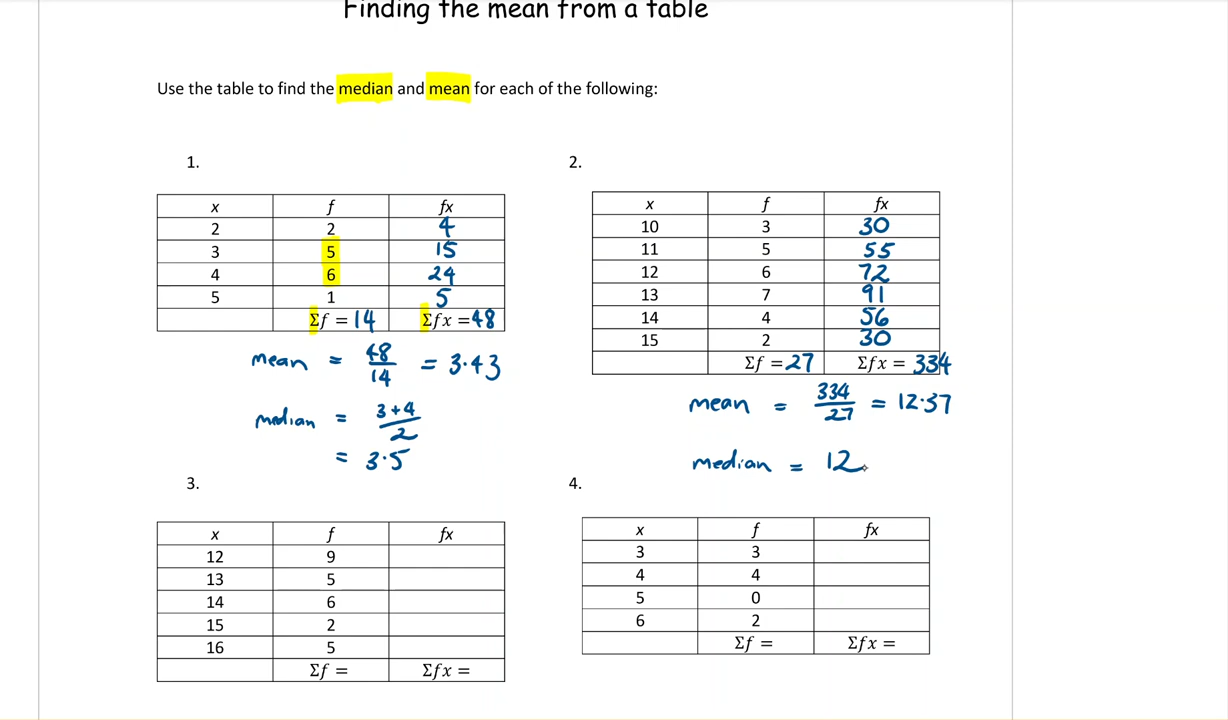 Finding the mean from a table
Use the table to find the median and mean for each of the following:
1.
x f fx
2 2 4
3 5 15
4 6 24
5 1 5
Σf = 14 Σfx = 48
mean = 48/14 = 3.43
median = 3+4/2
= 3.5
2.
x f fx
10 3 30
11 5 55
12 6 72
13 7 91
14 4 56
15 2 30
Σf = 27 Σfx = 334
mean = 334/27 = 12.37
median = 12
3.
x f fx
12 9
13 5
14 6
15 2
16 5
Σf = Σfx =
4.
x f fx
3 3
4 4
5 0
6 2
Σf = Σfx =